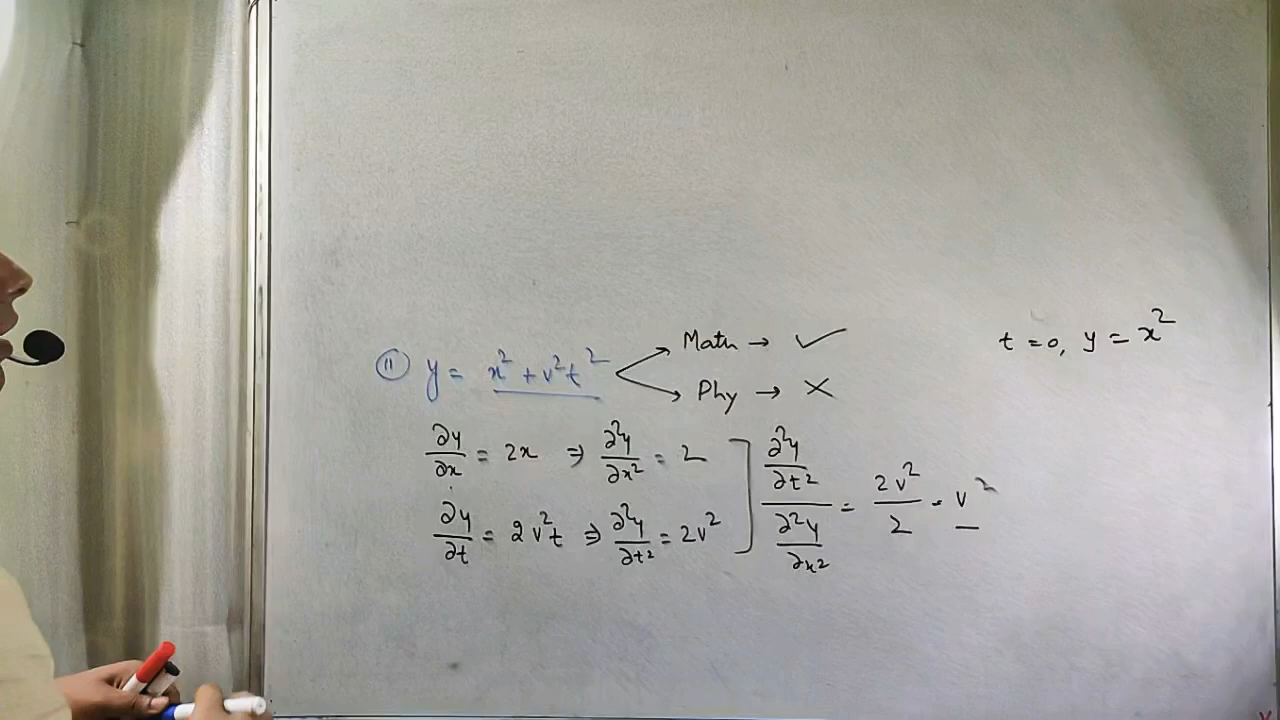 t = 0, y = x²
Math → ✓
(11) y = x² + v²t²
Phy → ✗
∂y/∂x = 2x ⇒ ∂²y/∂x² = 2
∂y/∂t = 2v²t ⇒ ∂²y/∂t² = 2v²
] (∂²y/∂t²)/(∂²y/∂x²) = 2v²/2 = v²